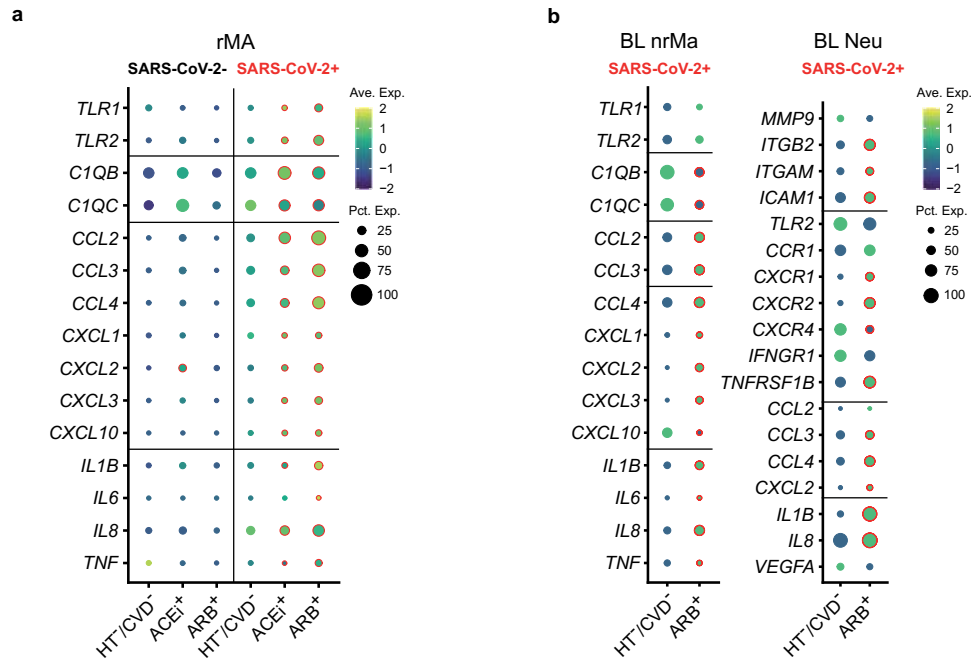 a
rMA
SARS-CoV-2- SARS-CoV-2+
TLR1
TLR2
C1QB
C1QC
CCL2
CCL3
CCL4
CXCL1
CXCL2
CXCL3
CXCL10
IL1B
IL6
IL8
TNF
HT⁻/CVD⁻ ACEi⁺ ARB⁺ HT⁻/CVD⁻ ACEi⁺ ARB⁺
Ave. Exp.
2
1
0
−1
−2
Pct. Exp.
25
50
75
100
b
BL nrMa
SARS-CoV-2+
TLR1
TLR2
C1QB
C1QC
CCL2
CCL3
CCL4
CXCL1
CXCL2
CXCL3
CXCL10
IL1B
IL6
IL8
TNF
HT⁻/CVD⁻ ARB⁺
BL Neu
SARS-CoV-2+
MMP9
ITGB2
ITGAM
ICAM1
TLR2
CCR1
CXCR1
CXCR2
CXCR4
IFNGR1
TNFRSF1B
CCL2
CCL3
CCL4
CXCL2
IL1B
IL8
VEGFA
HT⁻/CVD⁻ ARB⁺
Ave. Exp.
2
1
0
−1
−2
Pct. Exp.
25
50
75
100